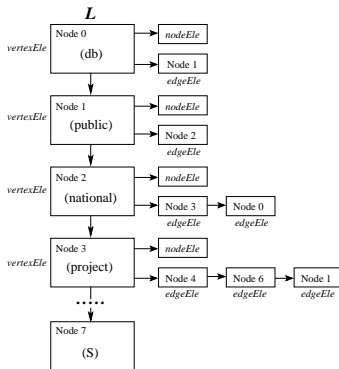 L
Node 0
nodeEle
vertexEle
(db)
Node 1
edgeEle
Node 1
nodeEle
vertexEle
(public)
Node 2
edgeEle
Node 2
nodeEle
vertexEle
(national)
Node 3
Node 0
edgeEle
edgeEle
Node 3
nodeEle
vertexEle
(project)
Node 4
Node 6
Node 1
edgeEle
edgeEle
edgeEle
.....
Node 7
(S)